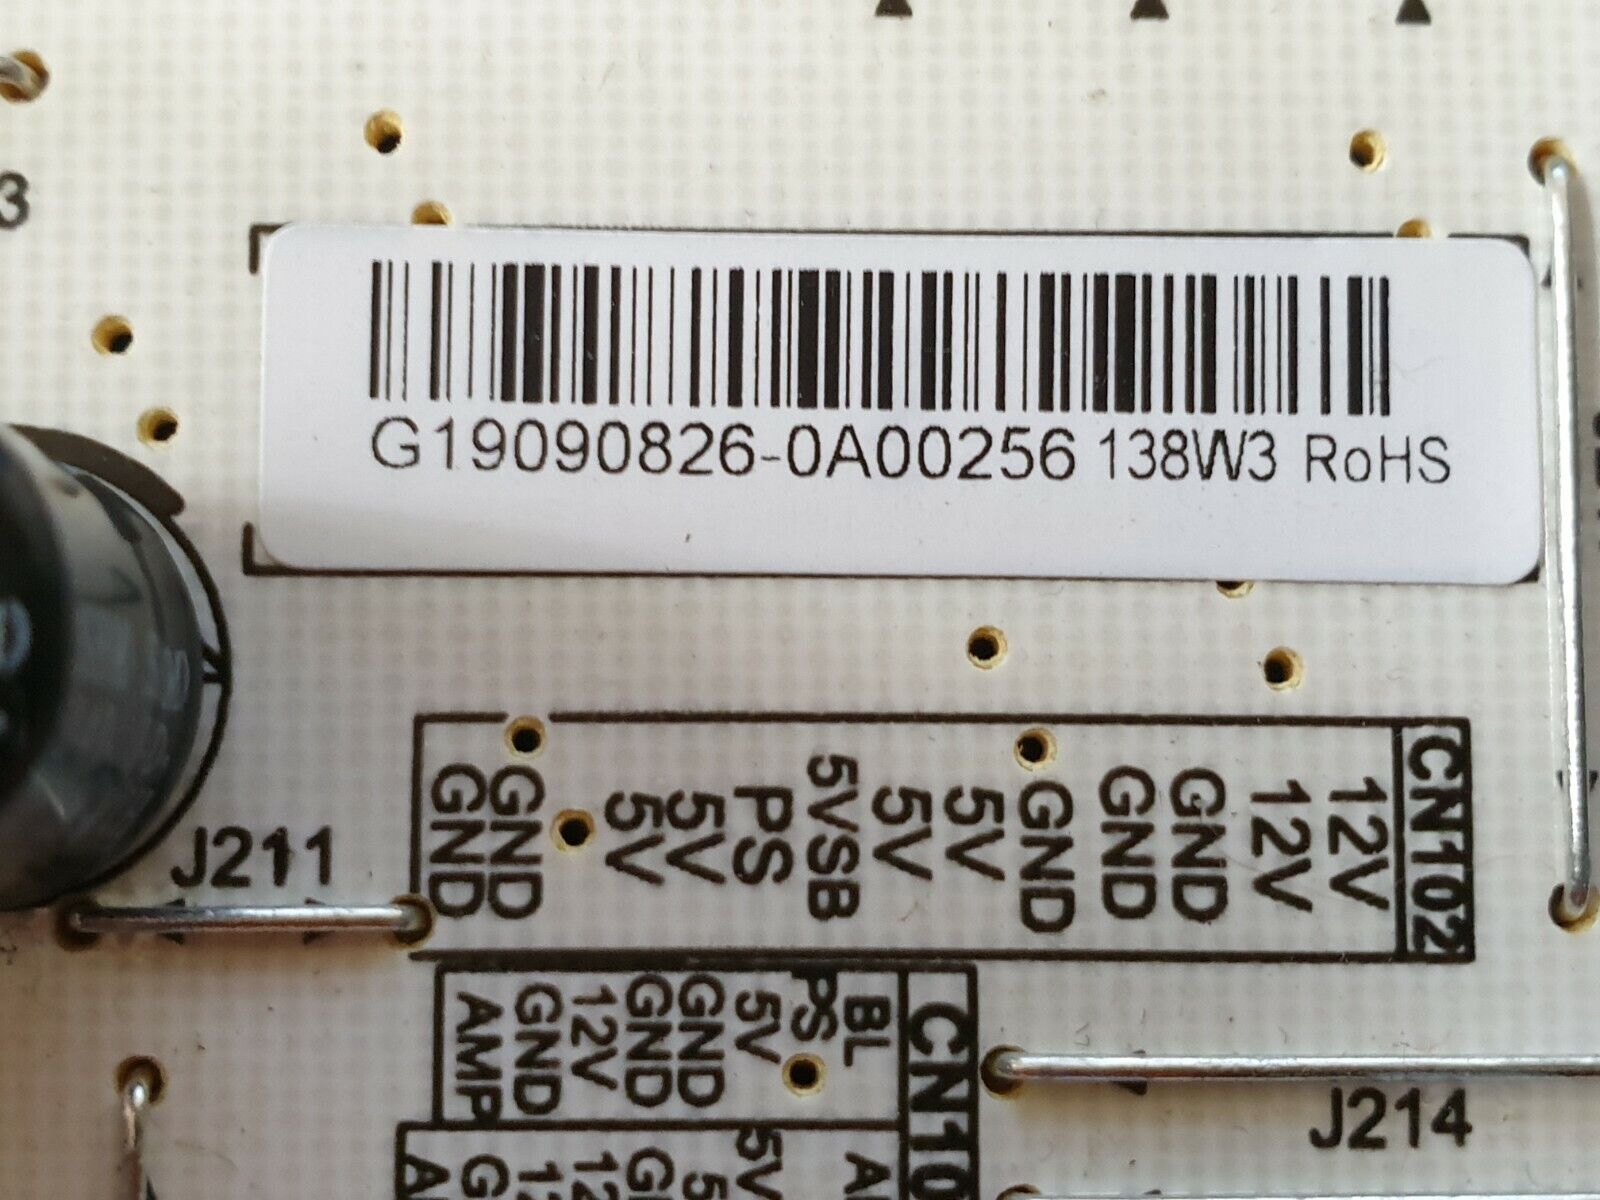 3
G19090826-0A00256 138W3 RoHS
J211
GND
GND
5V
5V
PS
5VSB
5V
5V
GND
GND
GND
12V
12V
CN102
AMP
GND
12V
GND
GND
5V
PS
BL
J214
5V